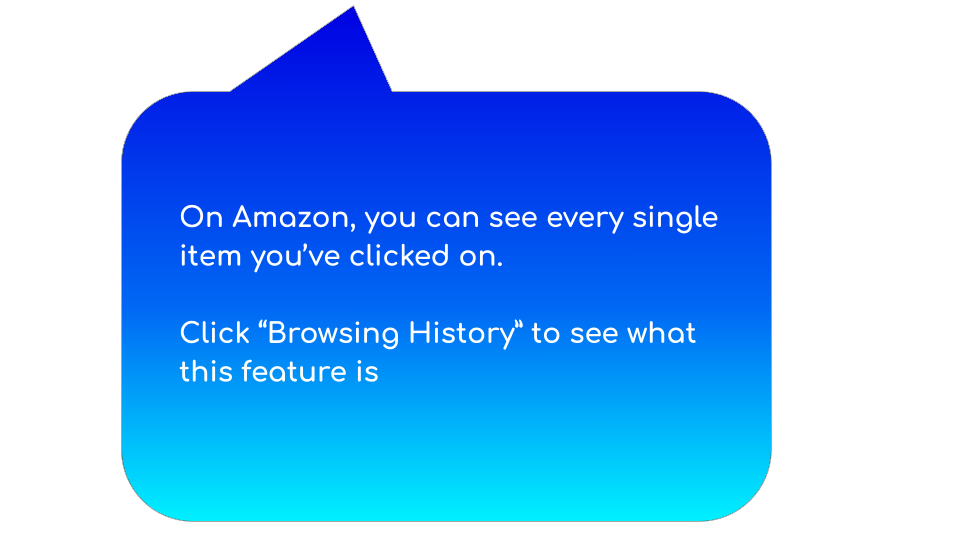 On Amazon, you can see every single
item you’ve clicked on.
Click “Browsing History” to see what
this feature is